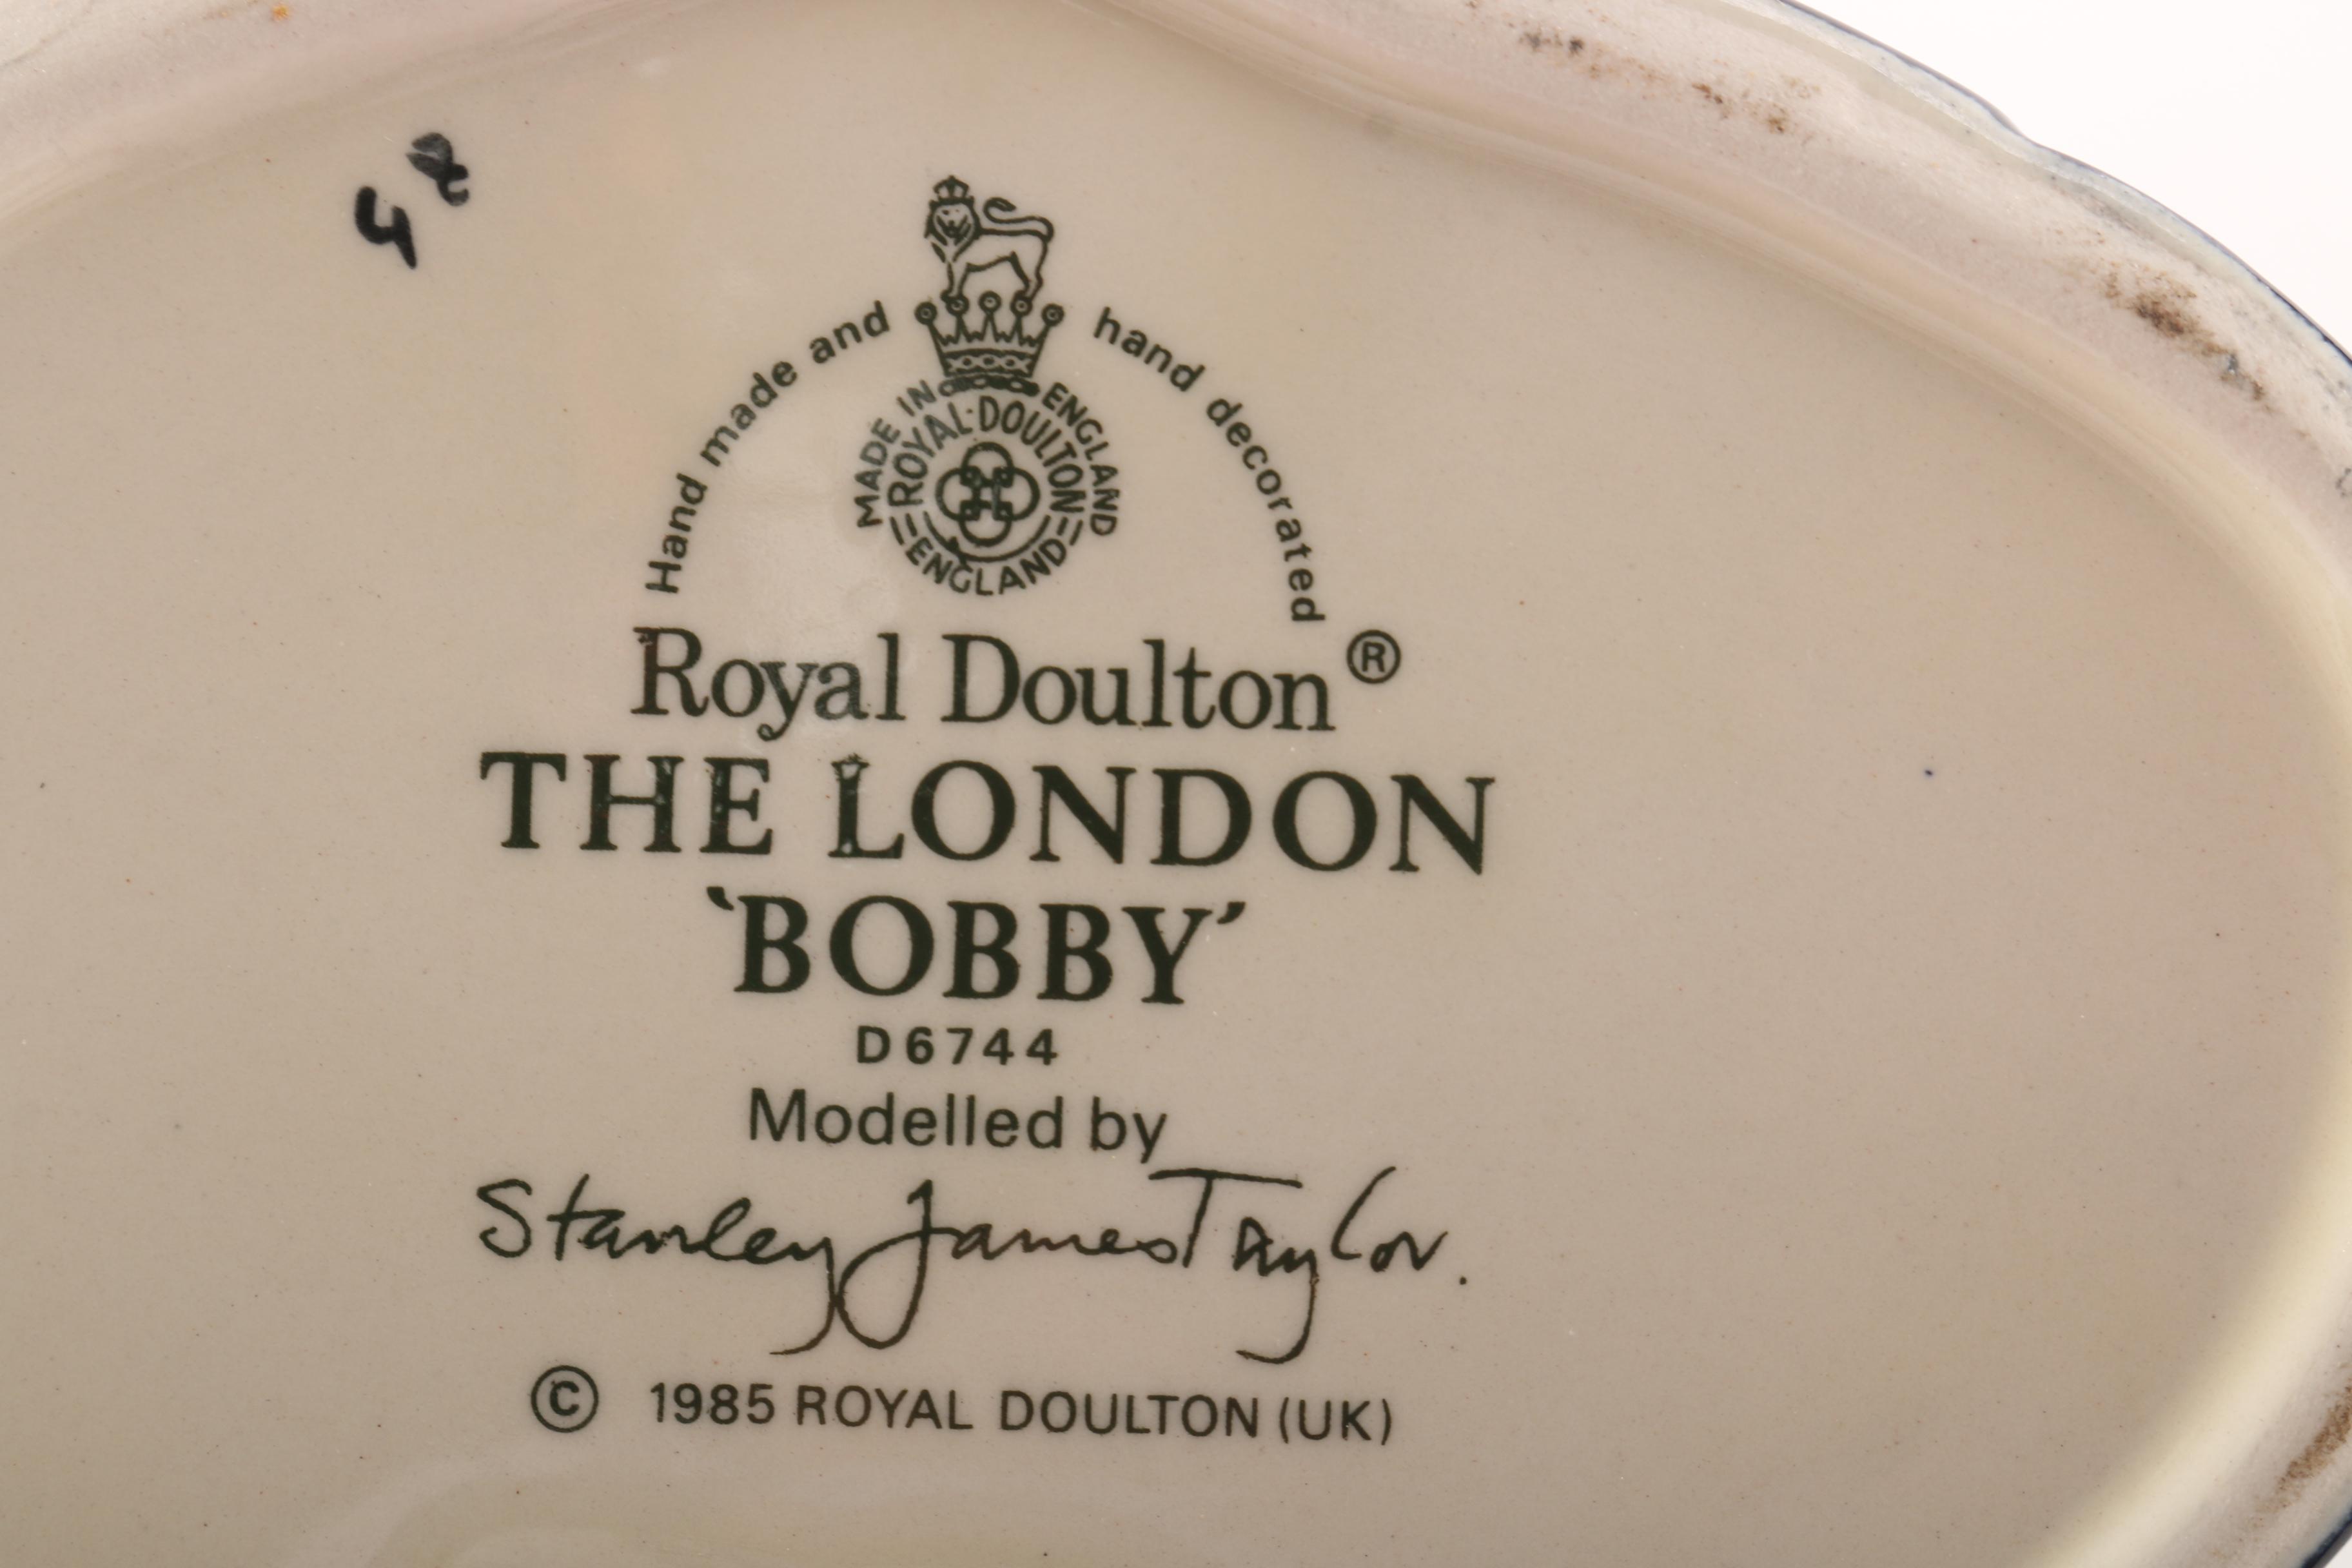 Hand made and hand decorated
MADE IN ENGLAND
ROYAL·DOULTON
ENGLAND
Royal Doulton®
THE LONDON
‘BOBBY’
D6744
Modelled by
Stanley James Taylor.
© 1985 ROYAL DOULTON (UK)